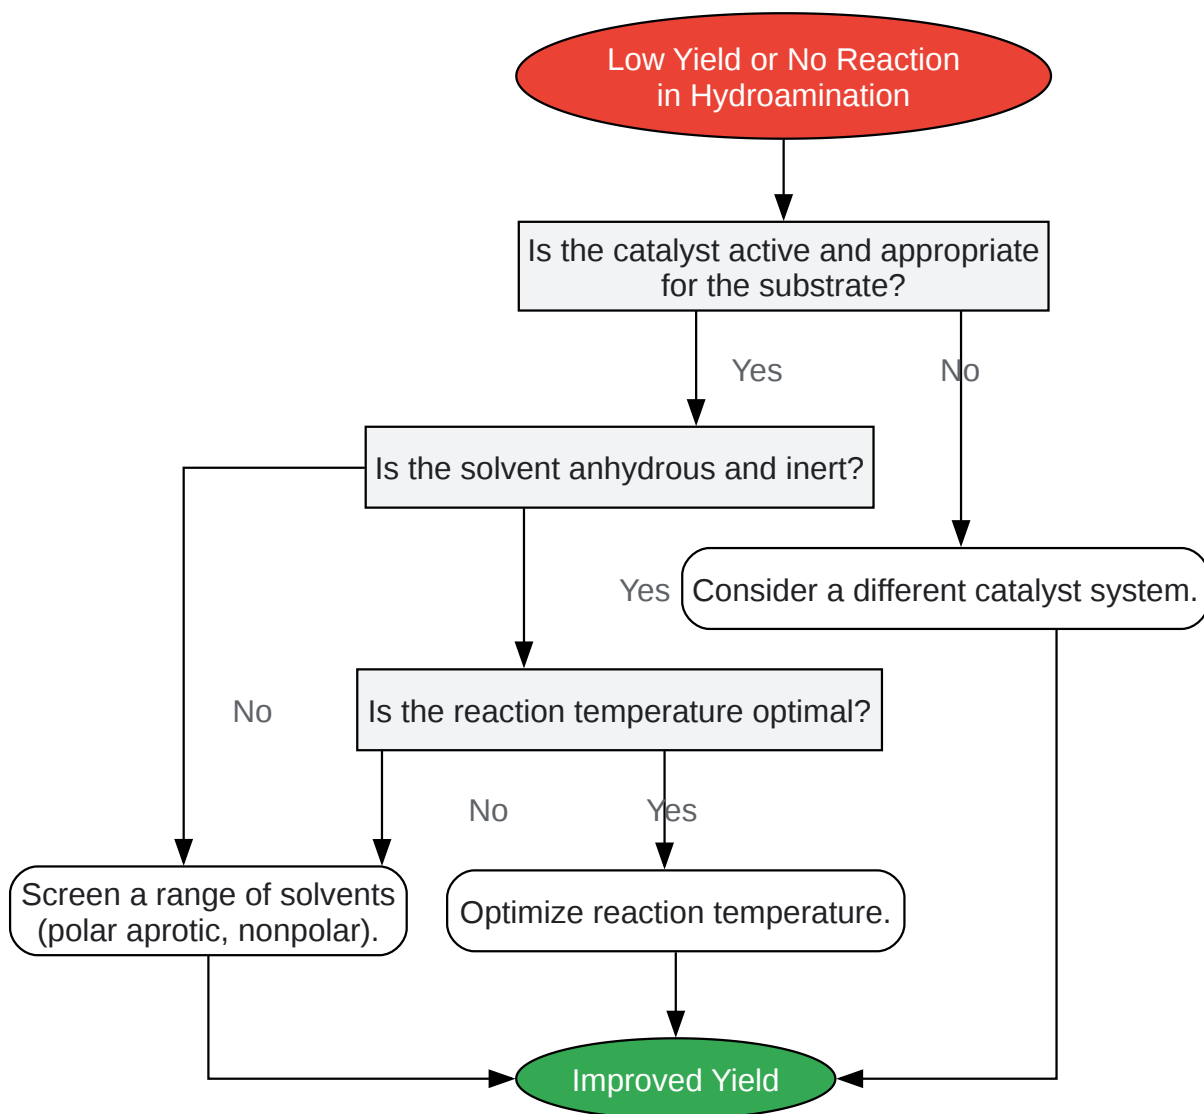 Low Yield or No Reaction
in Hydroamination
Is the catalyst active and appropriate
for the substrate?
Yes
No
Is the solvent anhydrous and inert?
Yes
Consider a different catalyst system.
No
Is the reaction temperature optimal?
No
Yes
Screen a range of solvents
(polar aprotic, nonpolar).
Optimize reaction temperature.
Improved Yield